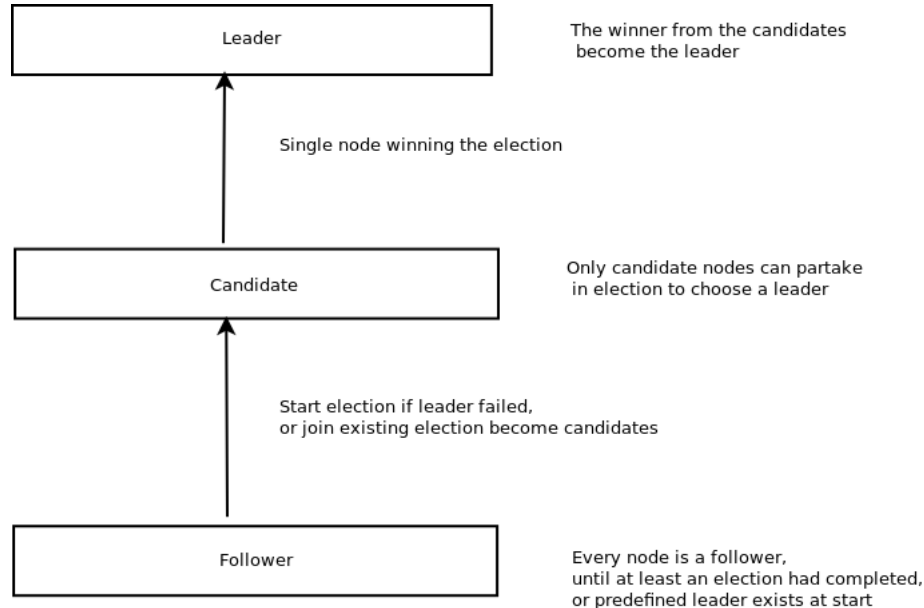 Leader
The winner from the candidates
become the leader
Single node winning the election
Candidate
Only candidate nodes can partake
in election to choose a leader
Start election if leader failed,
or join existing election become candidates
Follower
Every node is a follower,
until at least an election had completed,
or predefined leader exists at start